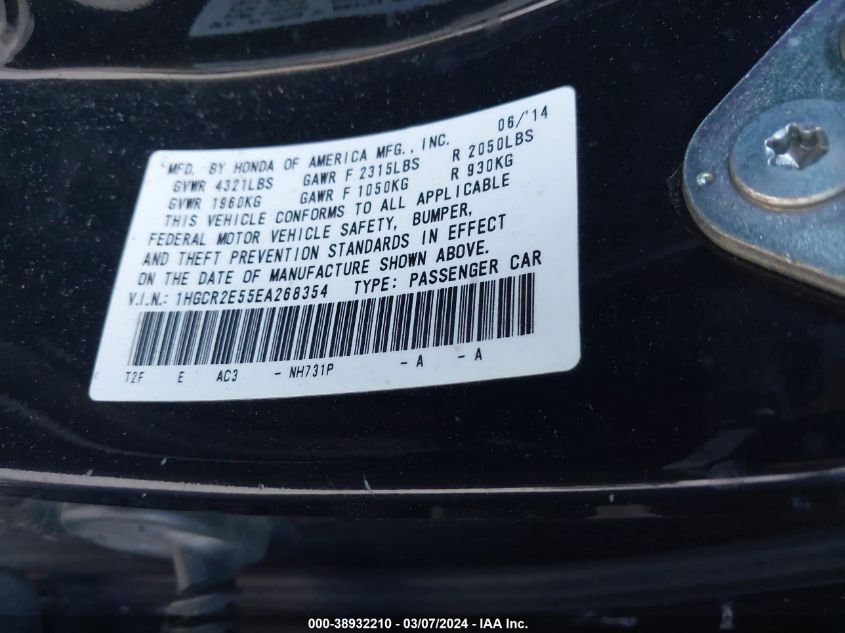 MFD. BY HONDA OF AMERICA MFG., INC. 06/'14
GVWR 4321LBS GAWR F 2315LBS R 2050LBS
GVWR 1960KG GAWR F 1050KG R 930KG
THIS VEHICLE CONFORMS TO ALL APPLICABLE
FEDERAL MOTOR VEHICLE SAFETY, BUMPER,
AND THEFT PREVENTION STANDARDS IN EFFECT
ON THE DATE OF MANUFACTURE SHOWN ABOVE.
V.I.N.: 1HGCR2E55EA268354 TYPE: PASSENGER CAR
T2F E AC3 - NH731P - A - A
000-38932210 - 03/07/2024 - IAA Inc.